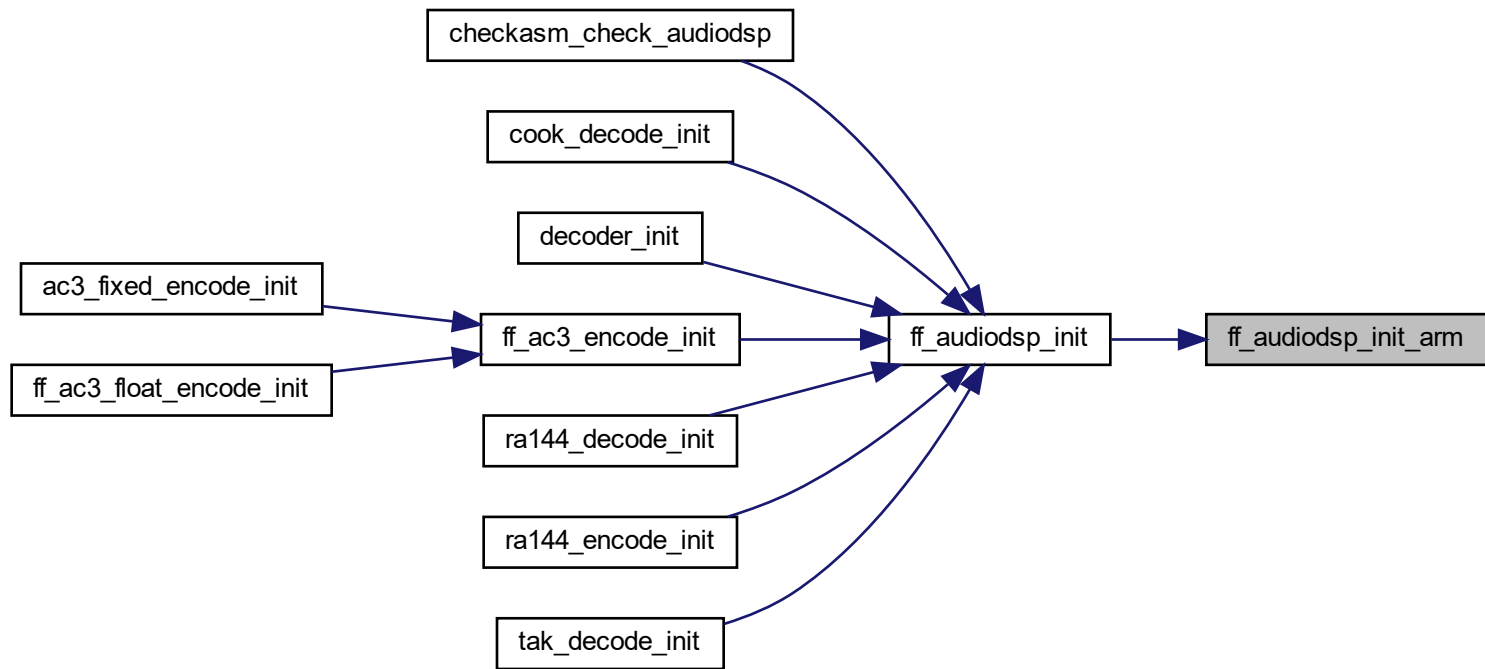 checkasm_check_audiodsp
cook_decode_init
decoder_init
ac3_fixed_encode_init
ff_ac3_encode_init
ff_audiodsp_init
ff_audiodsp_init_arm
ff_ac3_float_encode_init
ra144_decode_init
ra144_encode_init
tak_decode_init